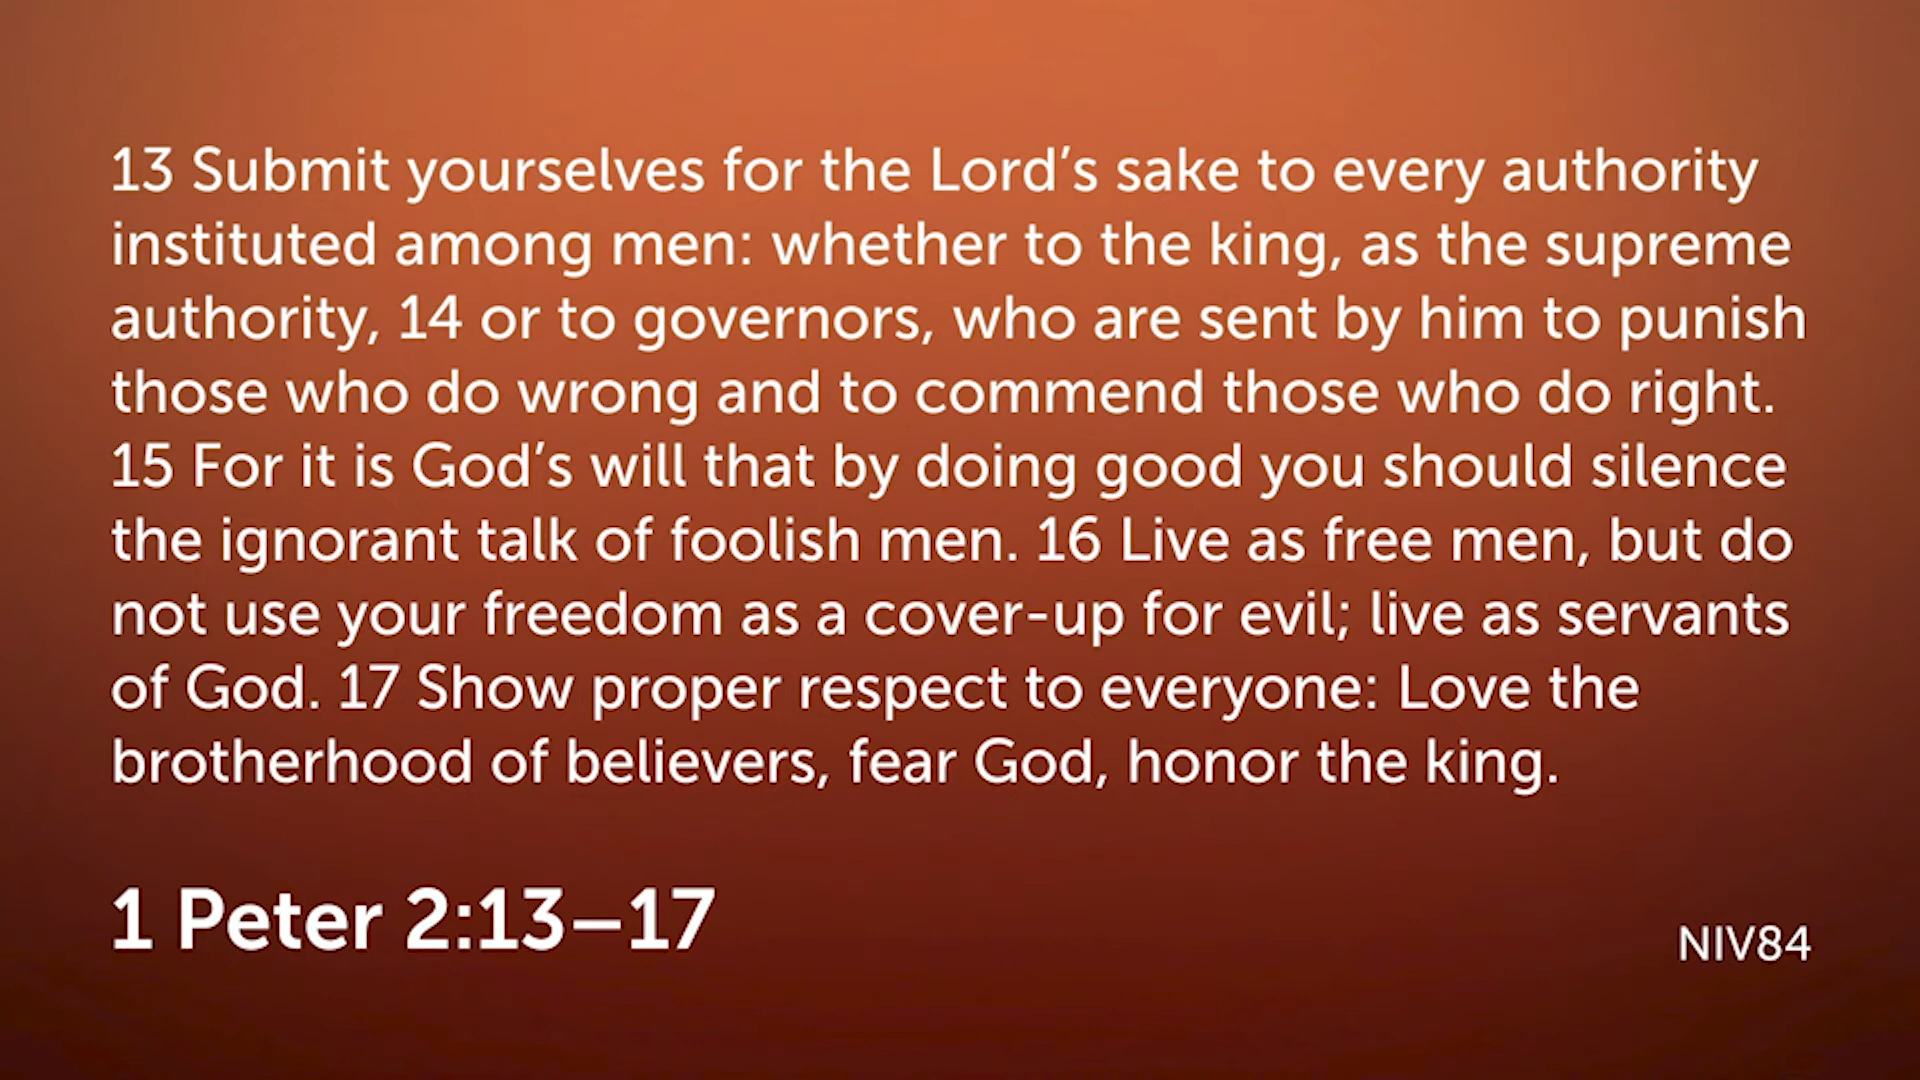 13 Submit yourselves for the Lord’s sake to every authority
instituted among men: whether to the king, as the supreme
authority, 14 or to governors, who are sent by him to punish
those who do wrong and to commend those who do right.
15 For it is God’s will that by doing good you should silence
the ignorant talk of foolish men. 16 Live as free men, but do
not use your freedom as a cover-up for evil; live as servants
of God. 17 Show proper respect to everyone: Love the
brotherhood of believers, fear God, honor the king.
1 Peter 2:13–17
NIV84